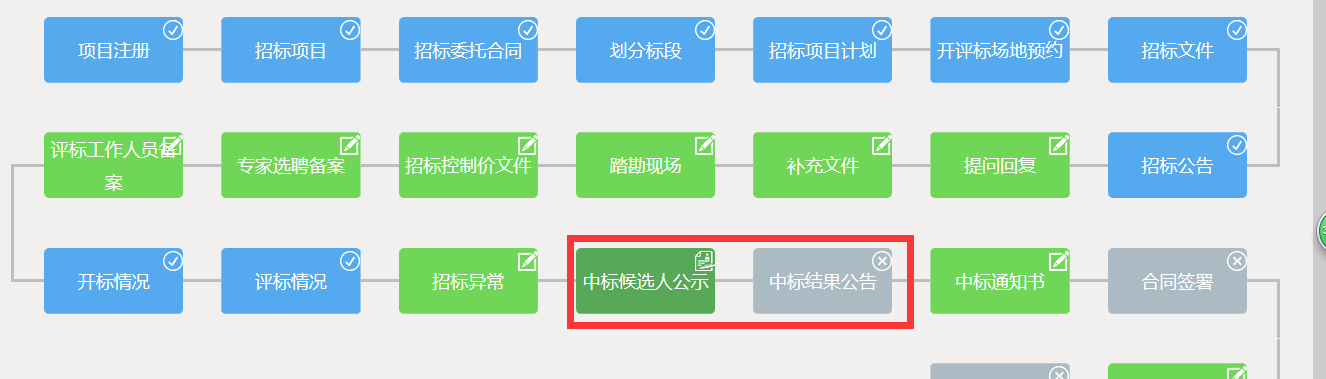 项目注册
招标项目
招标委托合同
划分标段
招标项目计划
开评标场地预约
招标文件
评标工作人员备
案
专家选聘备案
招标控制价文件
踏勘现场
补充文件
提问回复
招标公告
开标情况
评标情况
招标异常
中标候选人公示
中标结果公告
中标通知书
合同签署